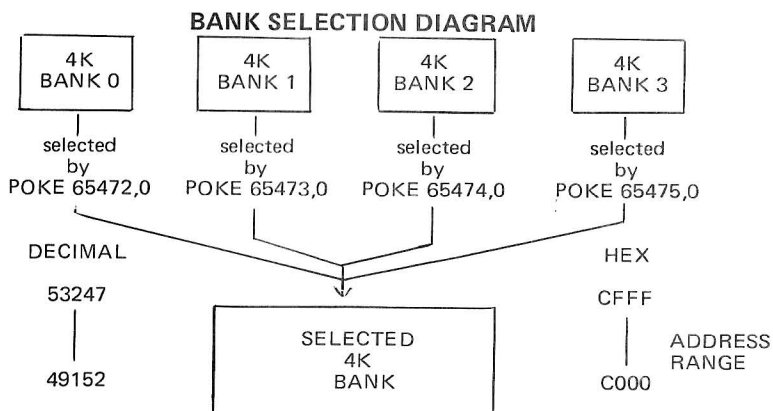 BANK SELECTION DIAGRAM
4K
BANK 0
4K
BANK 1
4K
BANK 2
4K
BANK 3
selected
by
POKE 65472,0
selected
by
POKE 65473,0
selected
by
POKE 65474,0
selected
by
POKE 65475,0
DECIMAL
53247
49152
SELECTED
4K
BANK
HEX
CFFF
C000
ADDRESS
RANGE